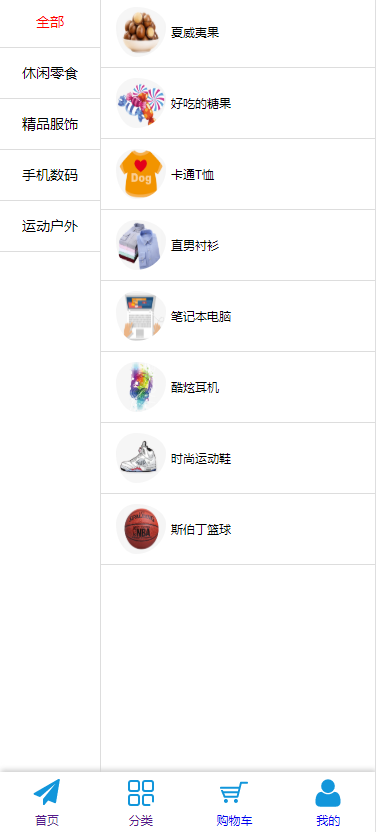 全部
休闲零食
精品服饰
手机数码
运动户外
夏威夷果
好吃的糖果
卡通T恤
Dog
直男衬衫
笔记本电脑
酷炫耳机
时尚运动鞋
斯伯丁篮球
SPALDING
NBA
首页
分类
购物车
我的